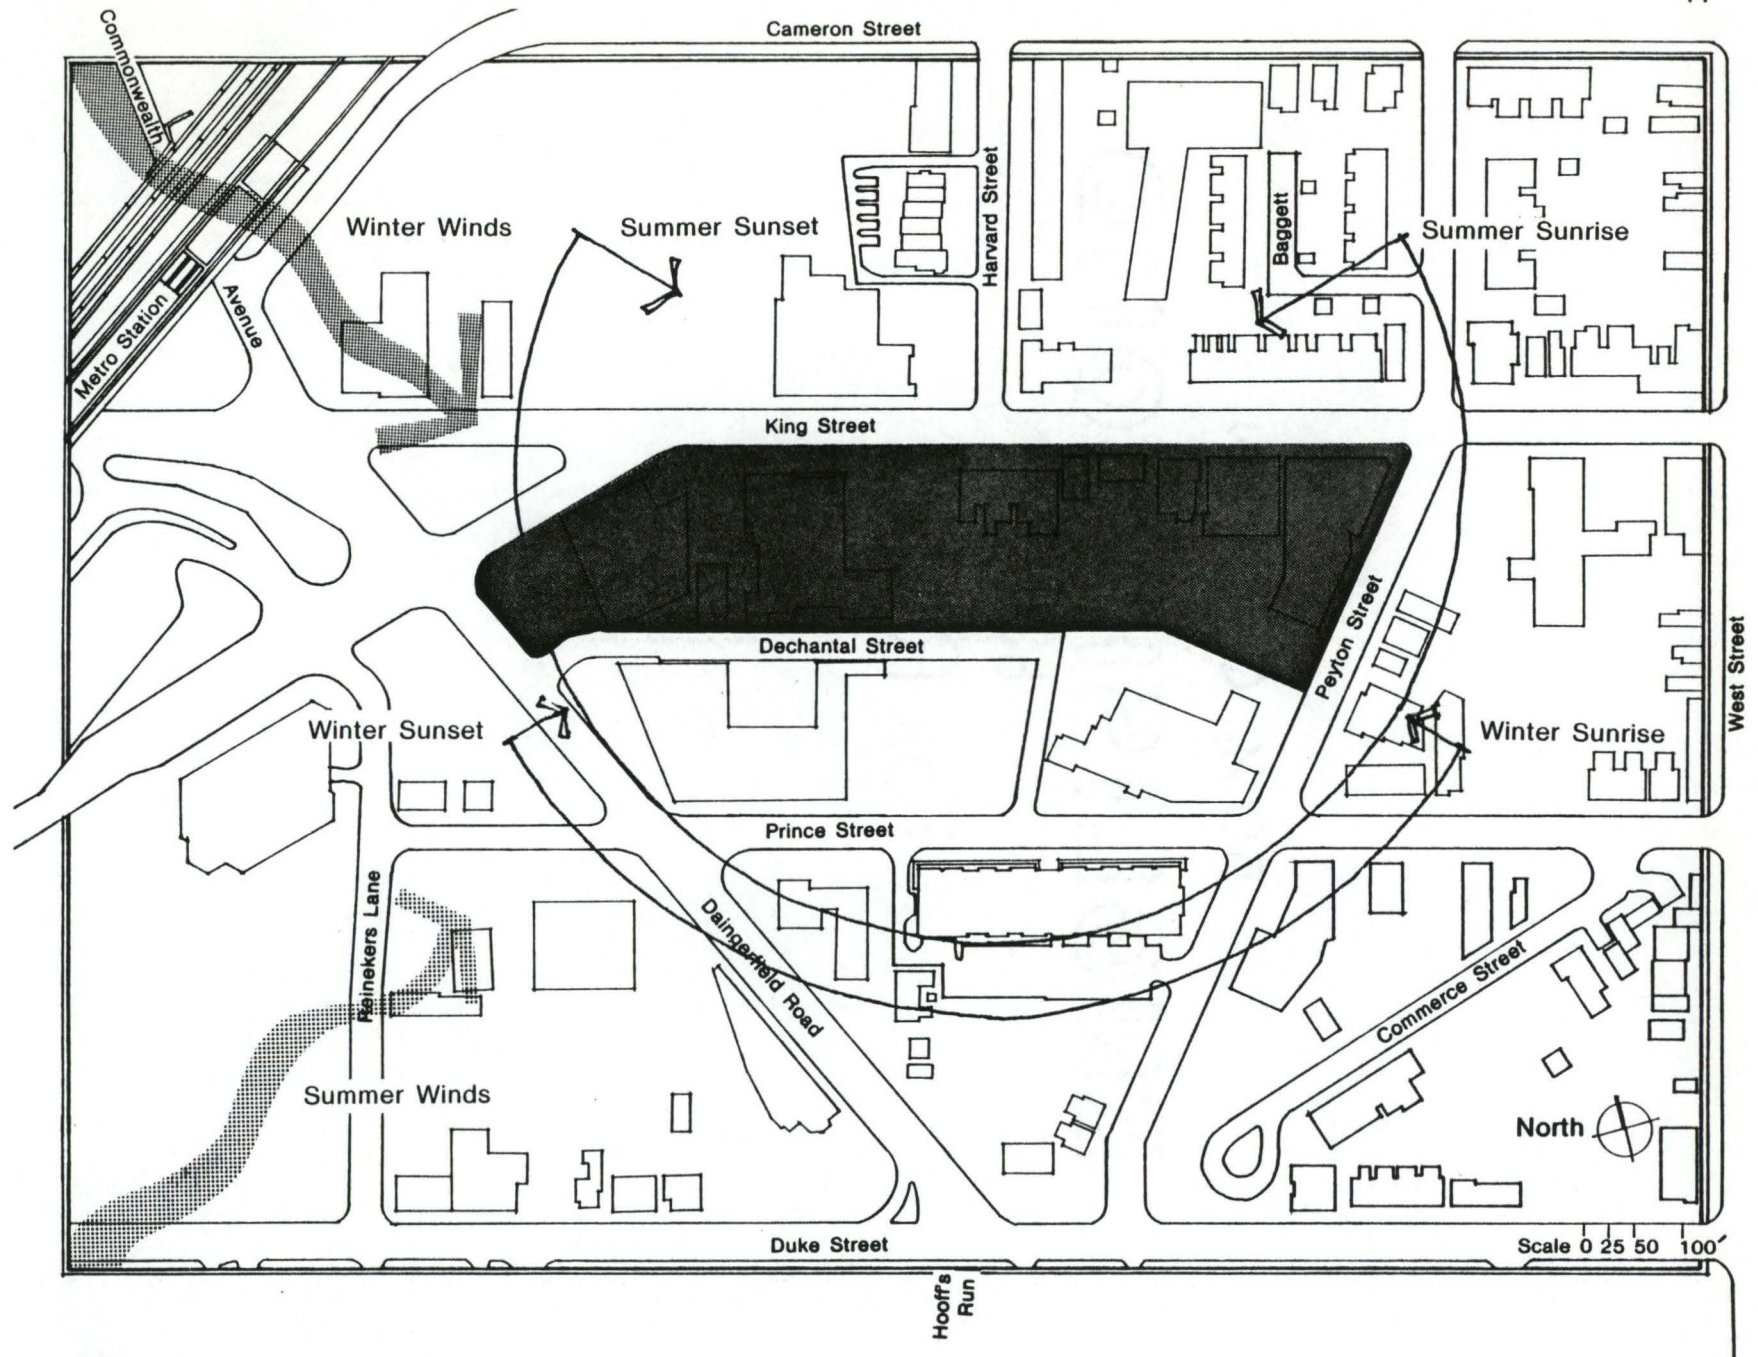 Cameron Street
Commonwealth
Avenue
Metro Station
Winter Winds
Summer Sunset
Harvard Street
Baggett
Summer Sunrise
King Street
Dechantal Street
Peyton Street
West Street
Winter Sunset
Winter Sunrise
Prince Street
Reinekers Lane
Daingerfield Road
Commerce Street
Summer Winds
North
Duke Street
Scale 0 25 50 100'
Hooff's
Run